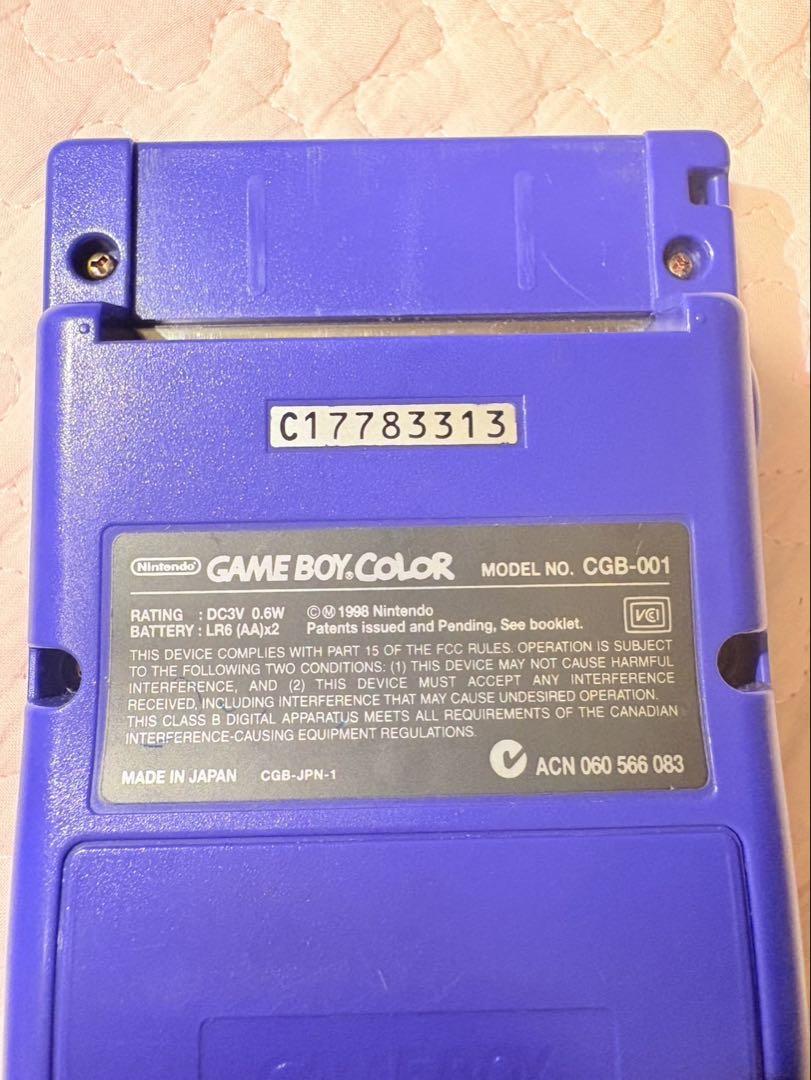 C17783313
Nintendo® GAME BOY® COLOR MODEL NO. CGB-001
RATING : DC3V 0.6W ©Ⓜ1998 Nintendo
BATTERY : LR6 (AA)x2 Patents issued and Pending, See booklet.
VCI
THIS DEVICE COMPLIES WITH PART 15 OF THE FCC RULES. OPERATION IS SUBJECT
TO THE FOLLOWING TWO CONDITIONS: (1) THIS DEVICE MAY NOT CAUSE HARMFUL
INTERFERENCE, AND (2) THIS DEVICE MUST ACCEPT ANY INTERFERENCE
RECEIVED, INCLUDING INTERFERENCE THAT MAY CAUSE UNDESIRED OPERATION.
THIS CLASS B DIGITAL APPARATUS MEETS ALL REQUIREMENTS OF THE CANADIAN
INTERFERENCE-CAUSING EQUIPMENT REGULATIONS.
MADE IN JAPAN CGB-JPN-1 ACN 060 566 083
GAME BOY